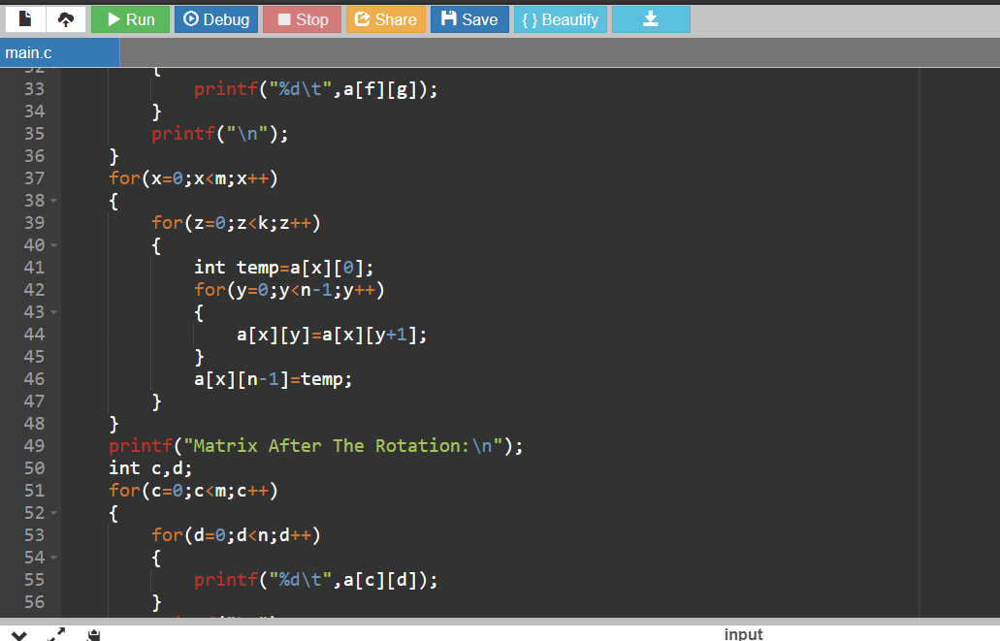 Run Debug Stop Share Save { } Beautify
main.c
32 {
33 printf("%d\t",a[f][g]);
34 }
35 printf("\n");
36 }
37 for(x=0;x<m;x++)
38 {
39 for(z=0;z<k;z++)
40 {
41 int temp=a[x][0];
42 for(y=0;y<n-1;y++)
43 {
44 a[x][y]=a[x][y+1];
45 }
46 a[x][n-1]=temp;
47 }
48 }
49 printf("Matrix After The Rotation:\n");
50 int c,d;
51 for(c=0;c<m;c++)
52 {
53 for(d=0;d<n;d++)
54 {
55 printf("%d\t",a[c][d]);
56 }
input